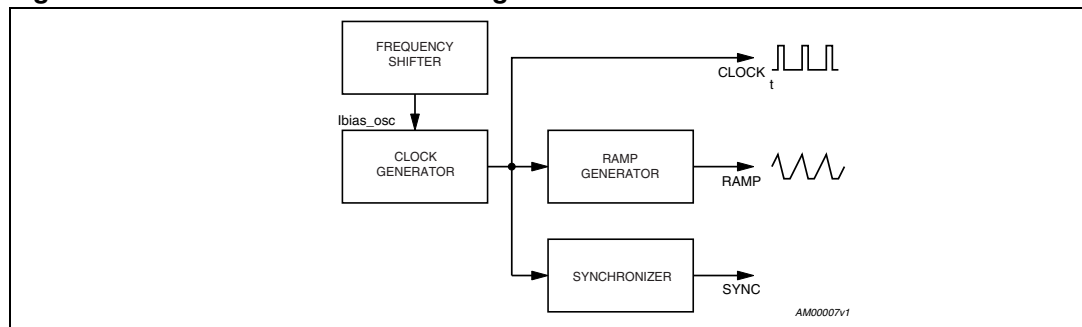 FREQUENCY
SHIFTER
CLOCK
t
Ibias_osc
CLOCK
GENERATOR
RAMP
GENERATOR
RAMP
SYNCHRONIZER
SYNC
AM00007v1